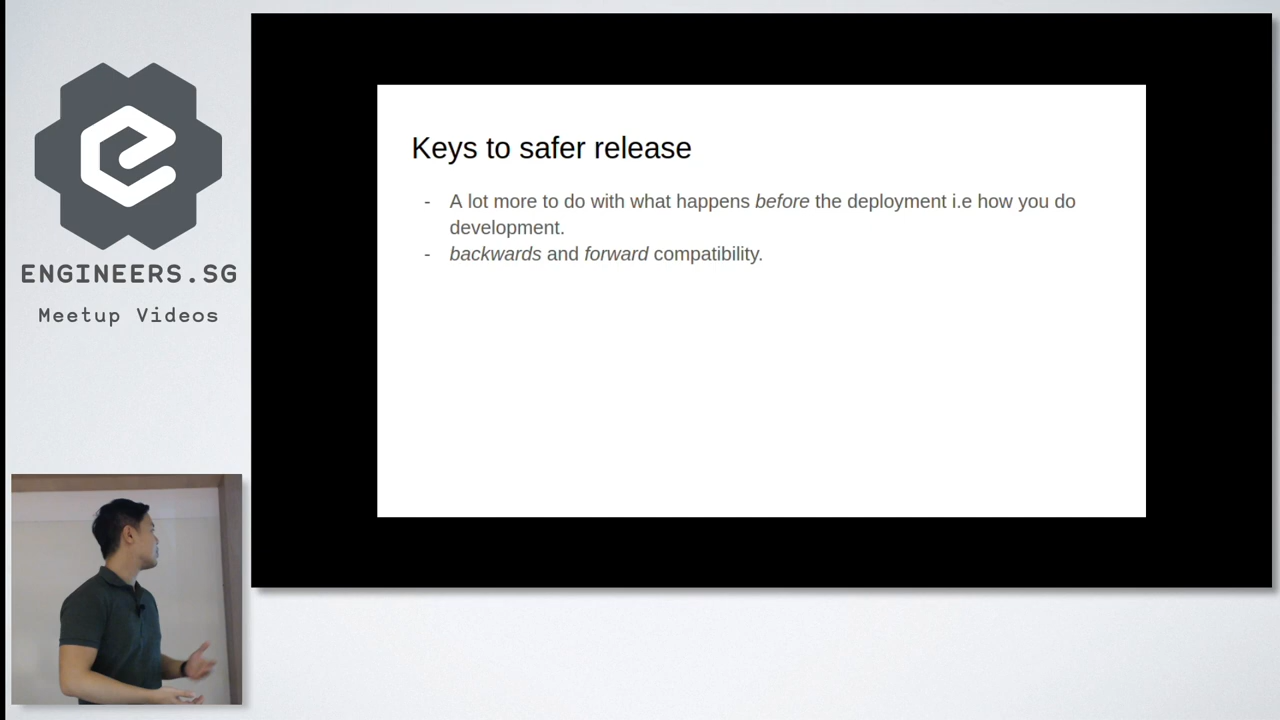 ENGINEERS.SG
Meetup Videos
Keys to safer release
- A lot more to do with what happens before the deployment i.e how you do
development.
- backwards and forward compatibility.